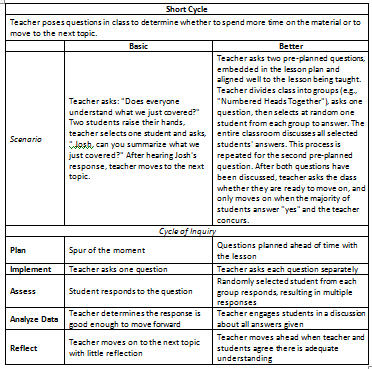 Short Cycle
Teacher poses questions in class to determine whether to spend more time on the material or to
move to the next topic.
Basic
Better
Scenario
Teacher asks: "Does everyone
understand what we just covered?"
Two students raise their hands,
teacher selects one student and asks,
"Josh, can you summarize what we
just covered?" After hearing Josh's
response, teacher moves to the next
topic.
Teacher asks two pre-planned questions,
embedded in the lesson plan and
aligned well to the lesson being taught.
Teacher divides class into groups (e.g.,
"Numbered Heads Together"), asks one
question, then selects at random one
student from each group to answer. The
entire classroom discusses all selected
students' answers. This process is
repeated for the second pre-planned
question. After both questions have
been discussed, teacher asks the class
whether they are ready to move on, and
only moves on when the majority of
students answer "yes" and the teacher
concurs.
Cycle of Inquiry
Plan
Spur of the moment
Questions planned ahead of time with
the lesson
Implement
Teacher asks one question
Teacher asks each question separately
Assess
Student responds to the question
Randomly selected student from each
group responds, resulting in multiple
responses
Analyze Data
Teacher determines the response is
good enough to move forward
Teacher engages students in a discussion
about all answers given
Reflect
Teacher moves on to the next topic
with little reflection
Teacher moves ahead when teacher and
students agree there is adequate
understanding